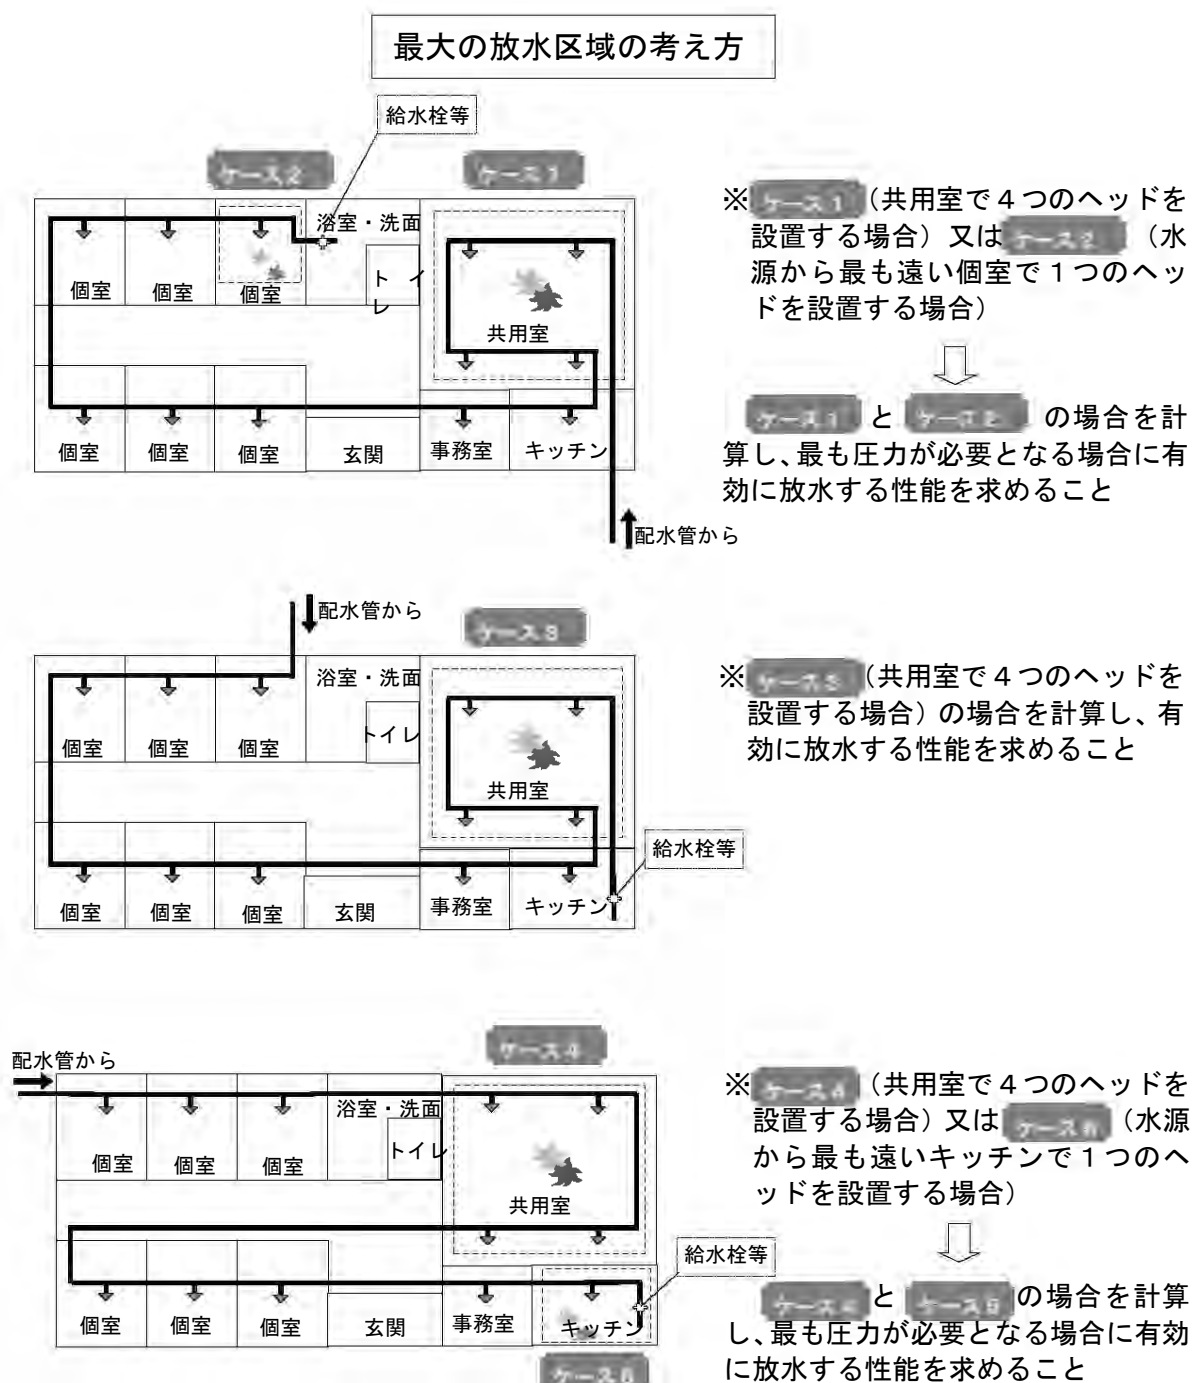 最大の放水区域の考え方
給水栓等
ケース2
ケース1
浴室・洗面
トイレ
個室
個室
個室
共用室
個室
個室
個室
玄関
事務室
キッチン
配水管から
※ケース1（共用室で４つのヘッドを
設置する場合）又はケース2（水
源から最も遠い個室で１つのヘッ
ドを設置する場合）
ケース1と ケース2 の場合を計
算し、最も圧力が必要となる場合に有
効に放水する性能を求めること
配水管から
ケース3
浴室・洗面
トイレ
個室
個室
個室
共用室
給水栓等
個室
個室
個室
玄関
事務室
キッチン
※ケース3（共用室で４つのヘッドを
設置する場合）の場合を計算し、有
効に放水する性能を求めること
ケース4
配水管から
浴室・洗面
トイレ
個室
個室
個室
共用室
給水栓等
個室
個室
個室
玄関
事務室
キッチン
ケース5
※ケース4（共用室で４つのヘッドを
設置する場合）又はケース5（水源
から最も遠いキッチンで１つのヘ
ッドを設置する場合）
ケース4と ケース5の場合を計算
し、最も圧力が必要となる場合に有効
に放水する性能を求めること